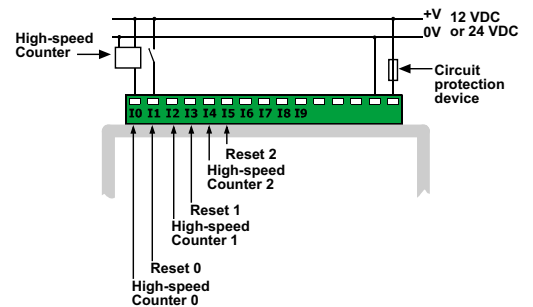 +V 12 VDC
0V or 24 VDC
High-speed
Counter
Circuit
protection
device
I0 I1 I2 I3 I4 I5 I6 I7 I8 I9
Reset 2
High-speed
Counter 2
Reset 1
High-speed
Counter 1
Reset 0
High-speed
Counter 0